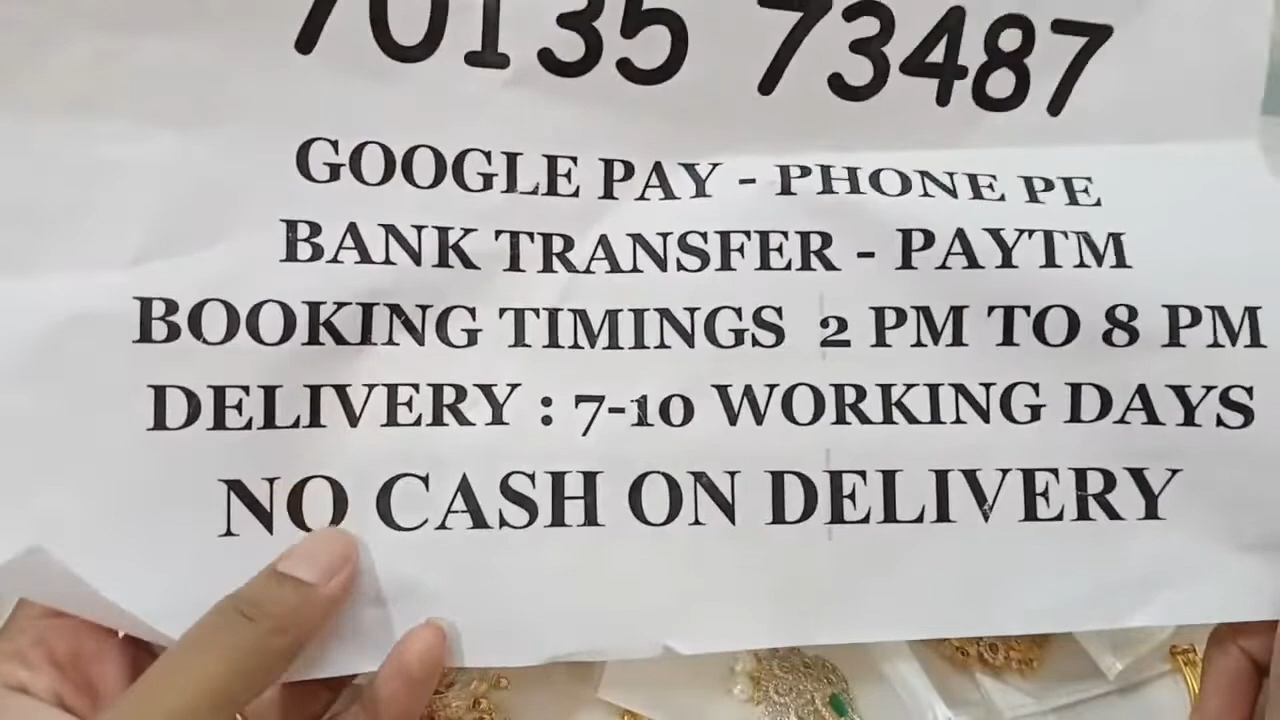 70135 73487
GOOGLE PAY - PHONE PE
BANK TRANSFER - PAYTM
BOOKING TIMINGS 2 PM TO 8 PM
DELIVERY : 7-10 WORKING DAYS
NO CASH ON DELIVERY